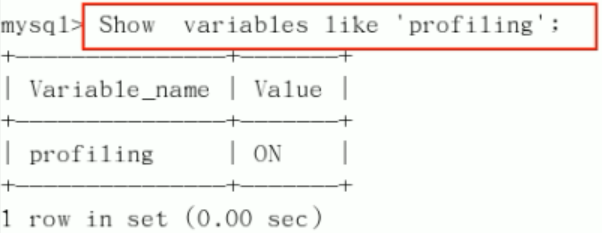 mysql> Show  variables like 'profiling';
+---------------+-------+
| Variable_name | Value |
+---------------+-------+
| profiling     | ON    |
+---------------+-------+
1 row in set (0.00 sec)